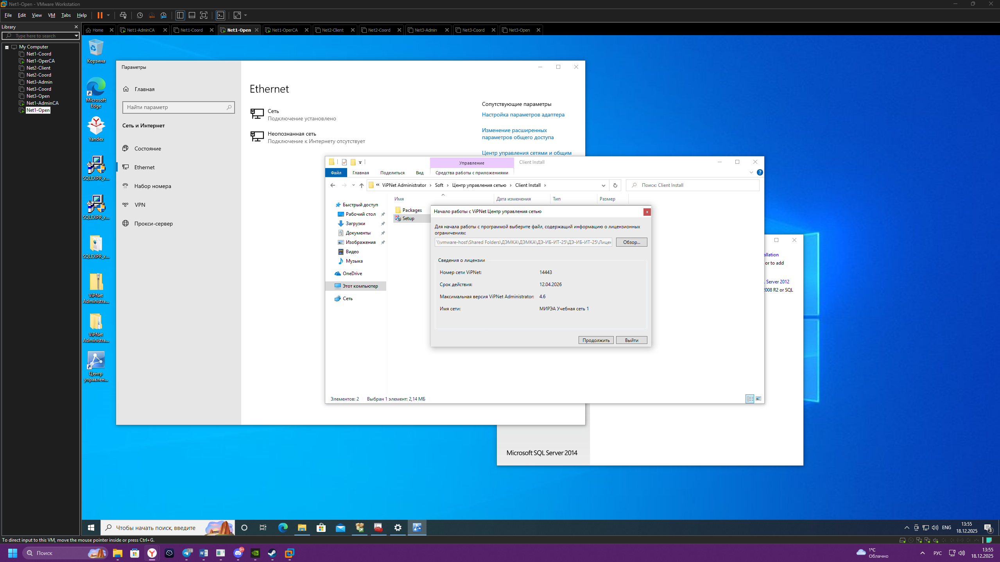 Net1-Open - VMware Workstation
File Edit View VM Tabs Help
Library
Type here to search
My Computer
Net1-Coord
Net1-OperCA
Net2-Client
Net2-Coord
Net3-Admin
Net3-Coord
Net3-Open
Net1-AdminCA
Net1-Open
Home
Net1-AdminCA
Net1-Coord
Net1-Open
Net1-OperCA
Net2-Client
Net2-Coord
Net3-Admin
Net3-Coord
Net3-Open
Корзина
Microsoft
Edge
Yandex
SQLEXPR_x...
SQLEXPR_x...
SQLEXPR_x...
ViPNet
Administra...
ViPNet
Administra...
Центр
управлен...
Параметры
Главная
Найти параметр
Сеть и Интернет
Состояние
Ethernet
Набор номера
VPN
Прокси-сервер
Ethernet
Сеть
Подключение установлено
Неопознанная сеть
Подключение к Интернету отсутствует
Сопутствующие параметры
Настройка параметров адаптера
Изменение расширенных
параметров общего доступа
Центр управления сетями и общим
Управление
Client Install
Файл
Главная
Поделиться
Вид
Средства работы с приложениями
« ViPNet Administrator › Soft › Центр управления сетью › Client Install ›
Поиск: Client Install
Имя
Дата изменения
Тип
Размер
Быстрый доступ
Рабочий стол
Загрузки
Документы
Изображения
Видео
Музыка
OneDrive
Этот компьютер
Сеть
Packages
Setup
Элементов: 2
Выбран 1 элемент: 2,14 МБ
Начало работы с ViPNet Центр управления сетью
Для начала работы с программой выберите файл, содержащий информацию о лицензионных
ограничениях:
\\vmware-host\Shared Folders\ДЭМКА\ДЭМКА\ДЭ-ИБ-ИТ-25\ДЭ-ИБ-ИТ-25\Лицен
Обзор...
Сведения о лицензии
Номер сети ViPNet: 14443
Срок действия: 12.04.2026
Максимальная версия ViPNet Administrator: 4.6
Имя сети: МИРЭА Учебная сеть 1
Продолжить
Выйти
allation
or to add
Server 2012
2008 R2 or SQL
Microsoft SQL Server 2014
Чтобы начать поиск, введите
ENG
13:55
18.12.2025
3
To direct input to this VM, move the mouse pointer inside or press Ctrl+G.
Поиск
19
9+
1°C
Облачно
РУС
13:55
18.12.2025